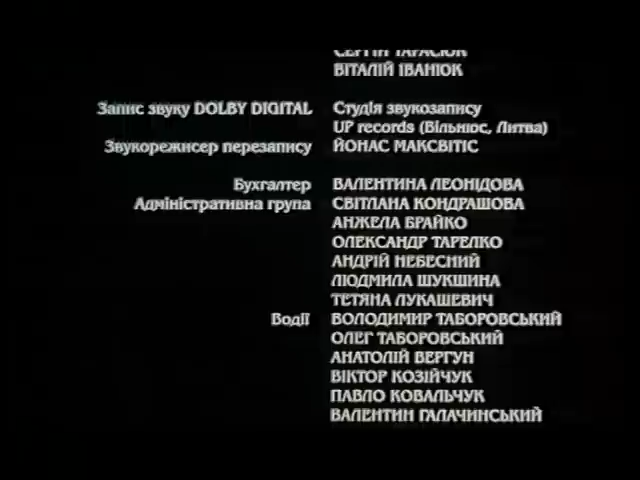 СЕРГІЙ ТАРАСЮК
ВІТАЛІЙ ІВАНЮК
Запис звуку DOLBY DIGITAL Студія звукозапису
UP records (Вільнюс, Литва)
Звукорежисер перезапису ЙОНАС МАКСВІТІС
Бухгалтер ВАЛЕНТИНА ЛЕОНІДОВА
Адміністративна група СВІТЛАНА КОНДРАШОВА
АНЖЕЛА БРАЙКО
ОЛЕКСАНДР ТАРЕЛКО
АНДРІЙ НЕБЕСНИЙ
ЛЮДМИЛА ШУКШИНА
ТЕТЯНА ЛУКАШЕВИЧ
Водії ВОЛОДИМИР ТАБОРОВСЬКИЙ
ОЛЕГ ТАБОРОВСЬКИЙ
АНАТОЛІЙ ВЕРГУН
ВІКТОР КОЗІЙЧУК
ПАВЛО КОВАЛЬЧУК
ВАЛЕНТИН ГАЛАЧИНСЬКИЙ